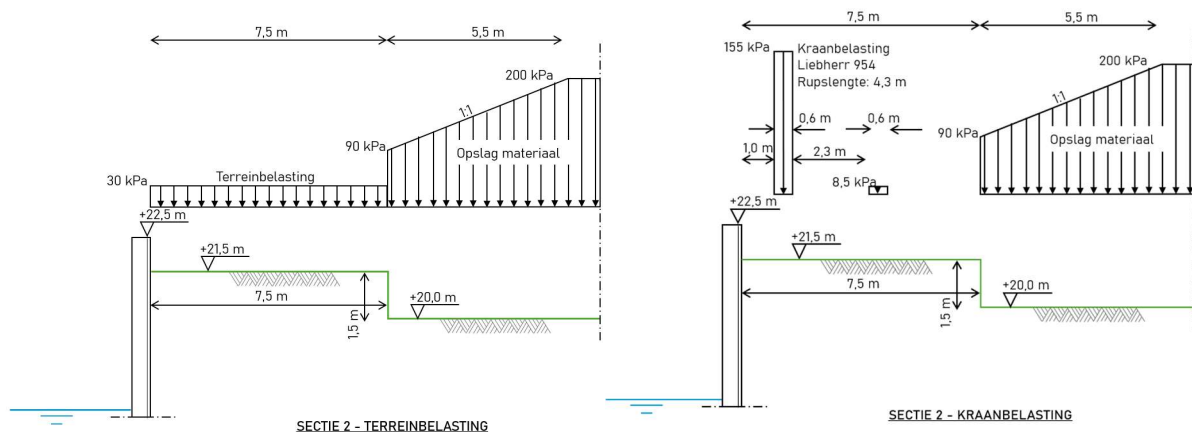 7,5 m
5,5 m
200 kPa
1:1
90 kPa
Opslag materiaal
30 kPa
Terreinbelasting
+22,5 m
+21,5 m
7,5 m
1,5 m
+20,0 m
SECTIE 2 - TERREINBELASTING
7,5 m
5,5 m
155 kPa
Kraanbelasting
Liebherr 954
Rupslengte: 4,3 m
200 kPa
1:1
0,6 m
0,6 m
90 kPa
1,0 m
2,3 m
Opslag materiaal
8,5 kPa
+22,5 m
+21,5 m
7,5 m
1,5 m
+20,0 m
SECTIE 2 - KRAANBELASTING